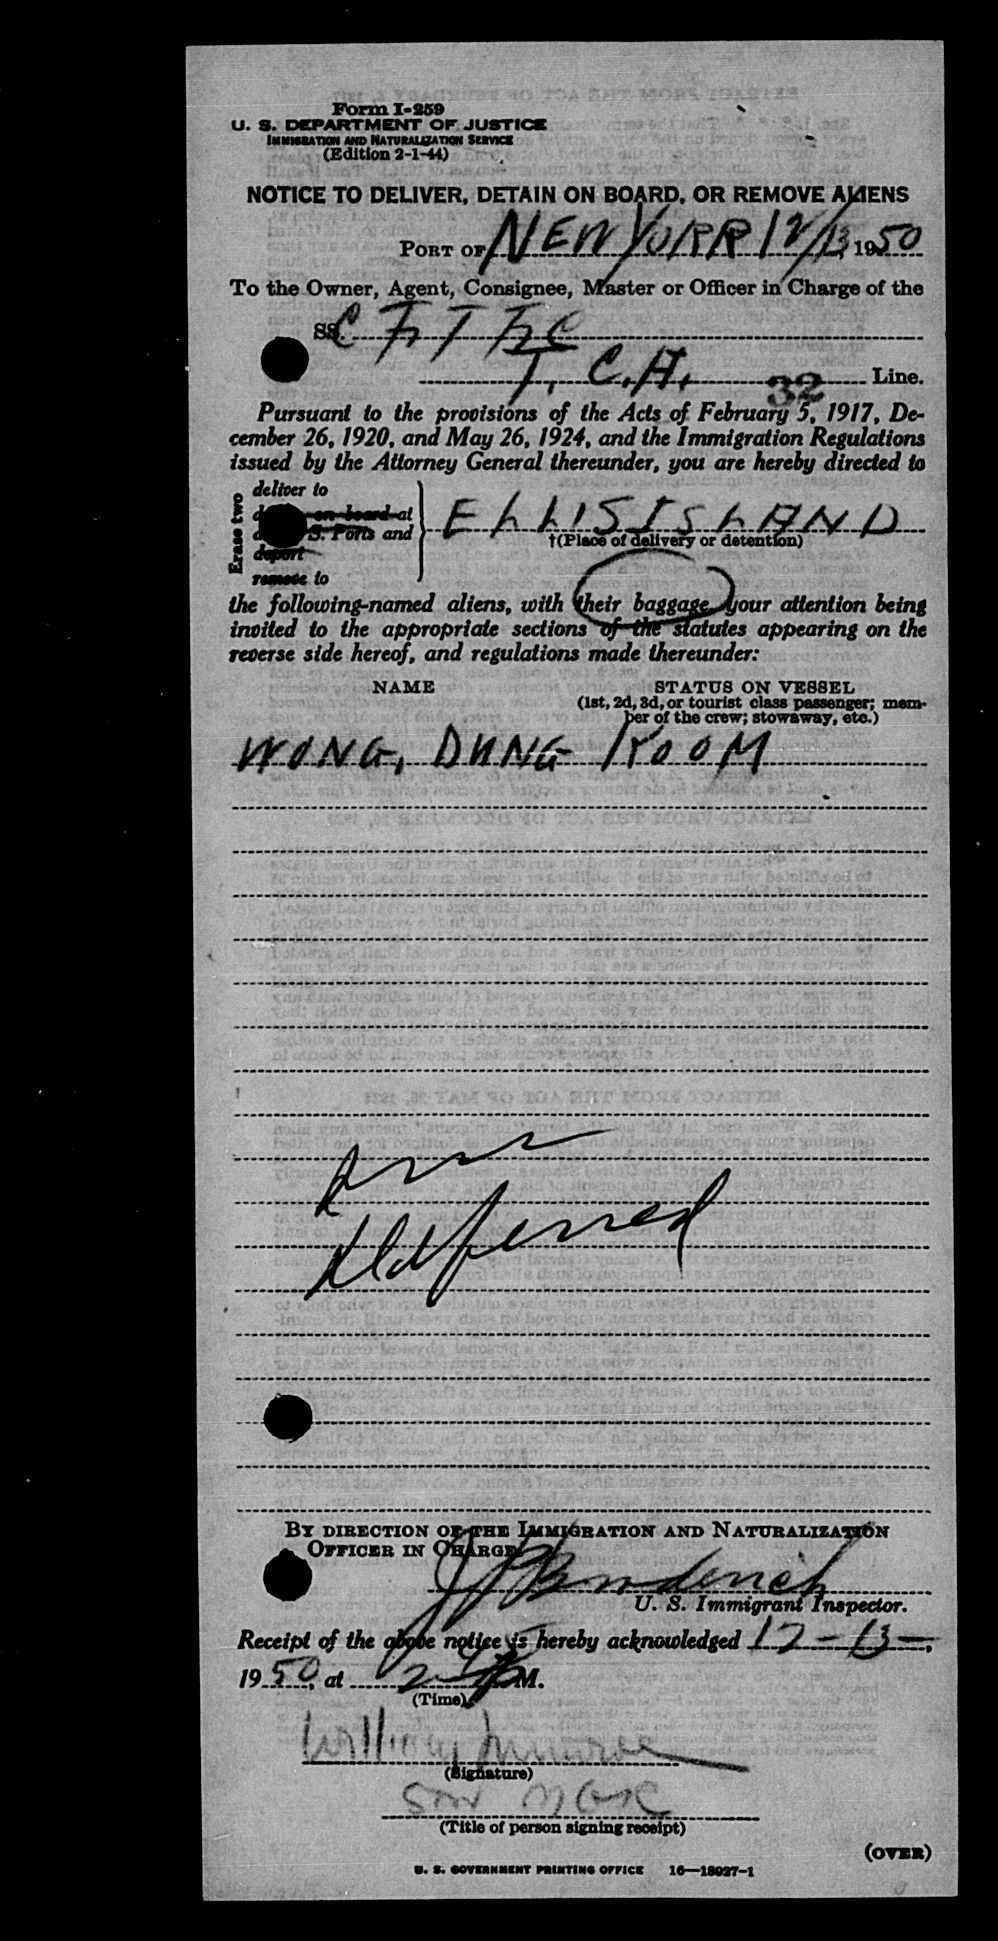 Form I-259
U. S. DEPARTMENT OF JUSTICE
IMMIGRATION AND NATURALIZATION SERVICE
(Edition 2-1-44)
NOTICE TO DELIVER, DETAIN ON BOARD, OR REMOVE ALIENS
PORT OF NEW YORK 12/13, 1950
To the Owner, Agent, Consignee, Master or Officer in Charge of the
SS.
T. C. A. 32 Line.
Pursuant to the provisions of the Acts of February 5, 1917, De-
cember 26, 1920, and May 26, 1924, and the Immigration Regulations
issued by the Attorney General thereunder, you are hereby directed to
Erase two
deliver to
on board at
S. Ports and
deport
remove to
ELLIS ISLAND
†(Place of delivery or detention)
the following-named aliens, with their baggage, your attention being
invited to the appropriate sections of the statutes appearing on the
reverse side hereof, and regulations made thereunder:
NAME STATUS ON VESSEL
(1st, 2d, 3d, or tourist class passenger; mem-
ber of the crew; stowaway, etc.)
WONG, DUNG KOOM
Deferred
BY DIRECTION OF THE IMMIGRATION AND NATURALIZATION
OFFICER IN CHARGE
U. S. Immigrant Inspector.
Receipt of the above notice is hereby acknowledged 12-13-,
1950, at M.
(Time)
William
(Signature)
MGR
(Title of person signing receipt)
(OVER)
U. S. GOVERNMENT PRINTING OFFICE 16—18027-1